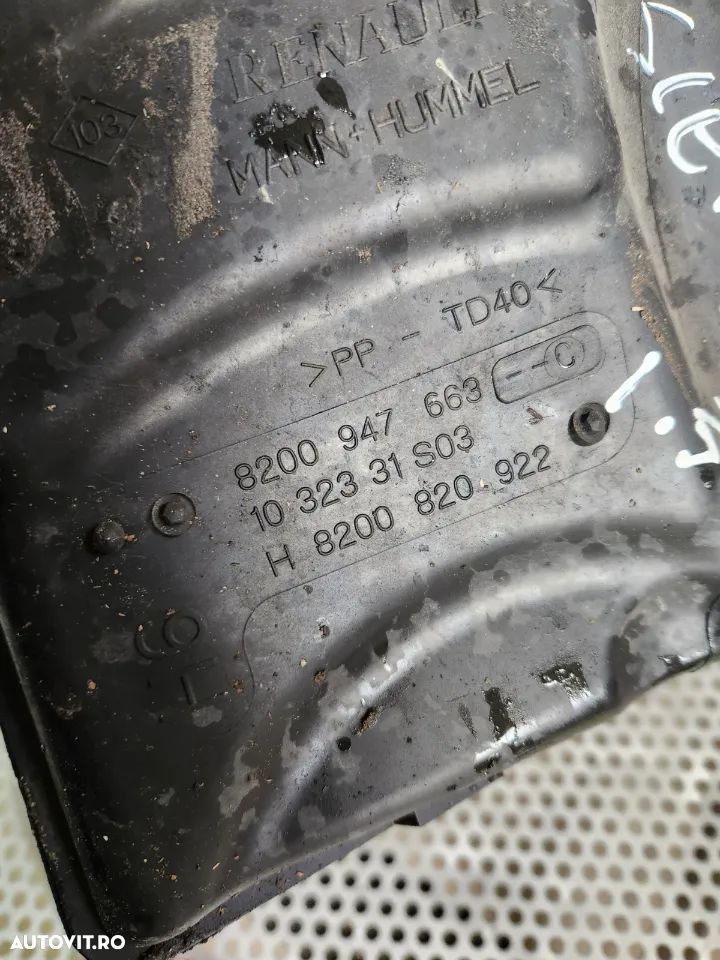 RENAULT
103
MANN+HUMMEL
>PP - TD40<
8200 947 663 --C
10 323 31 S03
H 8200 820 922
AUTOVIT.RO